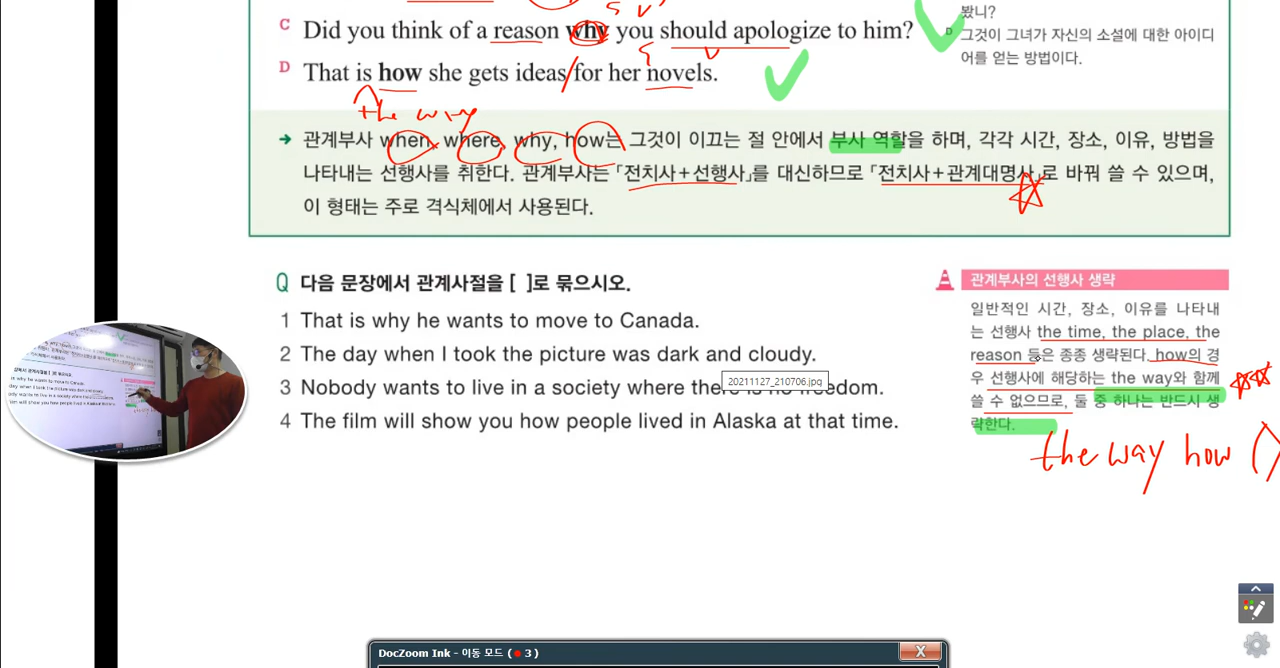 봤니?
C Did you think of a reason why you should apologize to him?
D 그것이 그녀가 자신의 소설에 대한 아이디
어를 얻는 방법이다.
D That is how she gets ideas/for her novels.
the way
→ 관계부사 when, where, why, how는 그것이 이끄는 절 안에서 부사 역할을 하며, 각각 시간, 장소, 이유, 방법을
나타내는 선행사를 취한다. 관계부사는 「전치사+선행사」를 대신하므로 「전치사+관계대명사」로 바꿔 쓸 수 있으며,
이 형태는 주로 격식체에서 사용된다.
Q 다음 문장에서 관계사절을 [ ]로 묶으시오.
1 That is why he wants to move to Canada.
2 The day when I took the picture was dark and cloudy.
3 Nobody wants to live in a society where freedom.
20211127_210706.jpg
4 The film will show you how people lived in Alaska at that time.
관계부사의 선행사 생략
일반적인 시간, 장소, 이유를 나타내
는 선행사 the time, the place, the
reason 등은 종종 생략된다. how의 경
우 선행사에 해당하는 the way와 함께
쓸 수 없으므로, 둘 중 하나는 반드시 생
략한다.
the way how ( )
DocZoom Ink - 이동 모드 ( 3 )